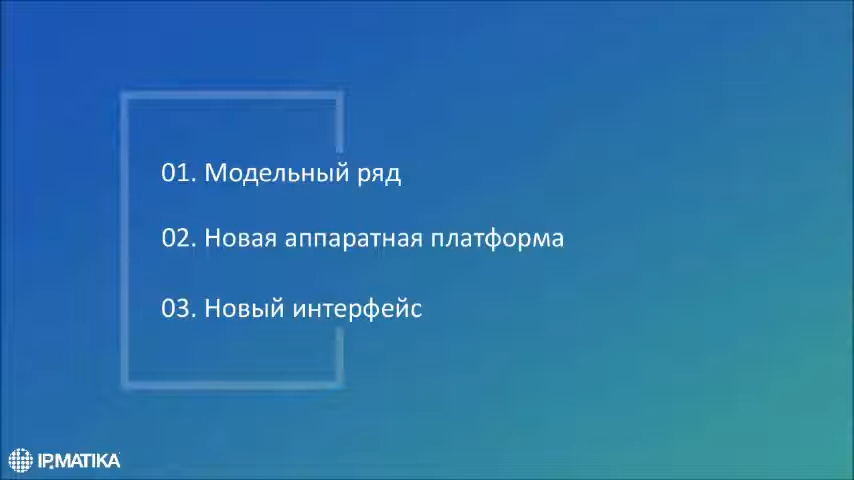 01. Модельный ряд
02. Новая аппаратная платформа
03. Новый интерфейс
IPMATIKA